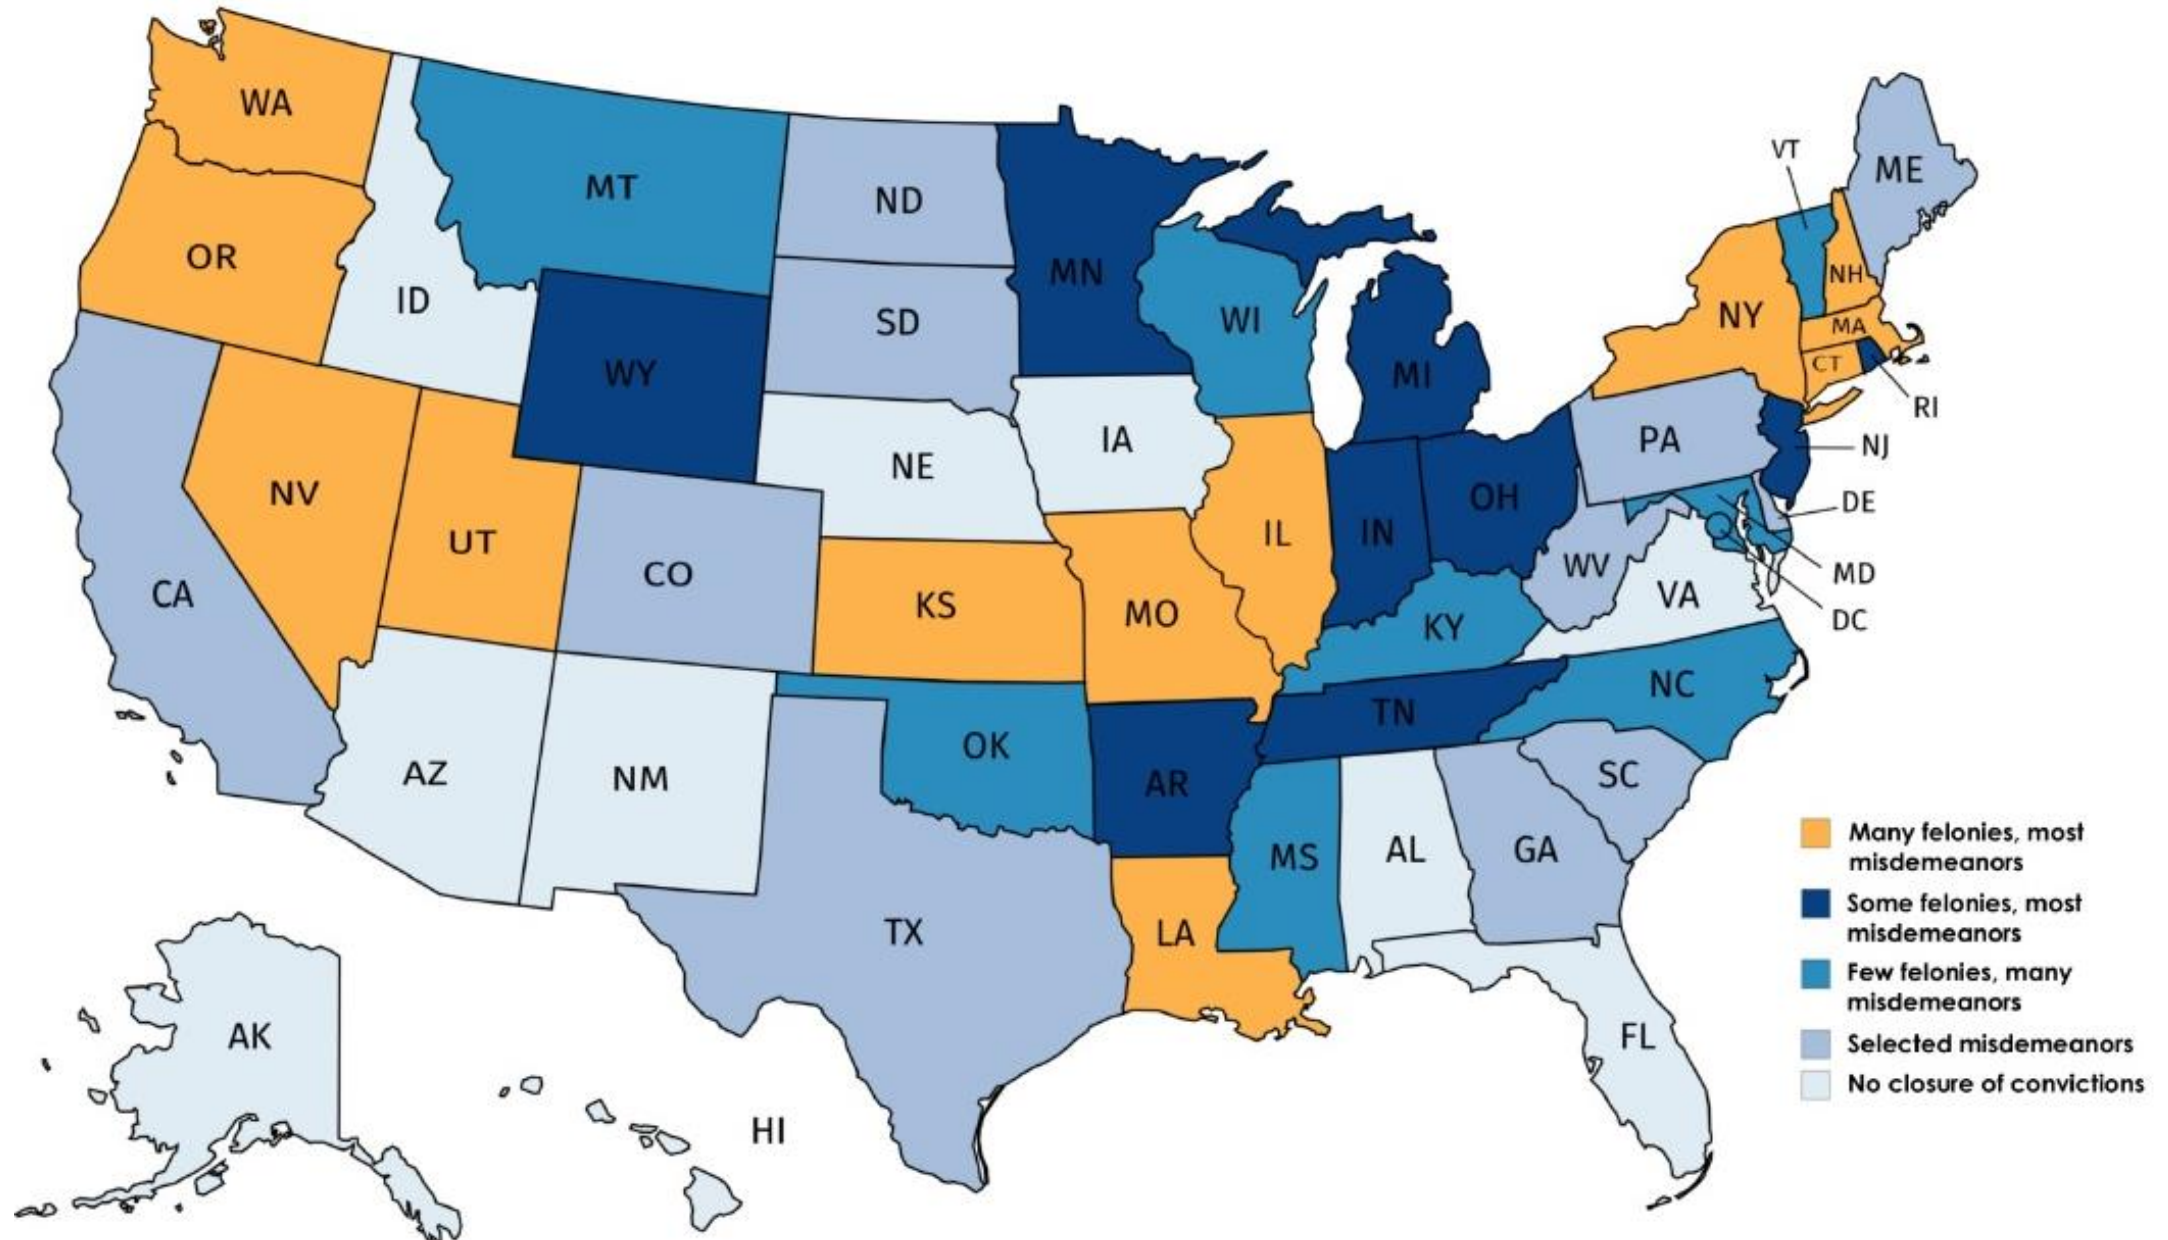 WA
MT
ND
VT
ME
OR
ID
MN
NH
SD
WI
NY
MA
WY
MI
CT
RI
NE
IA
PA
NJ
NV
OH
DE
UT
IN
IL
CO
WV
MD
CA
KS
MO
VA
DC
KY
NC
TN
OK
AZ
NM
AR
SC
MS
AL
GA
TX
LA
AK
FL
HI
Many felonies, most
misdemeanors
Some felonies, most
misdemeanors
Few felonies, many
misdemeanors
Selected misdemeanors
No closure of convictions